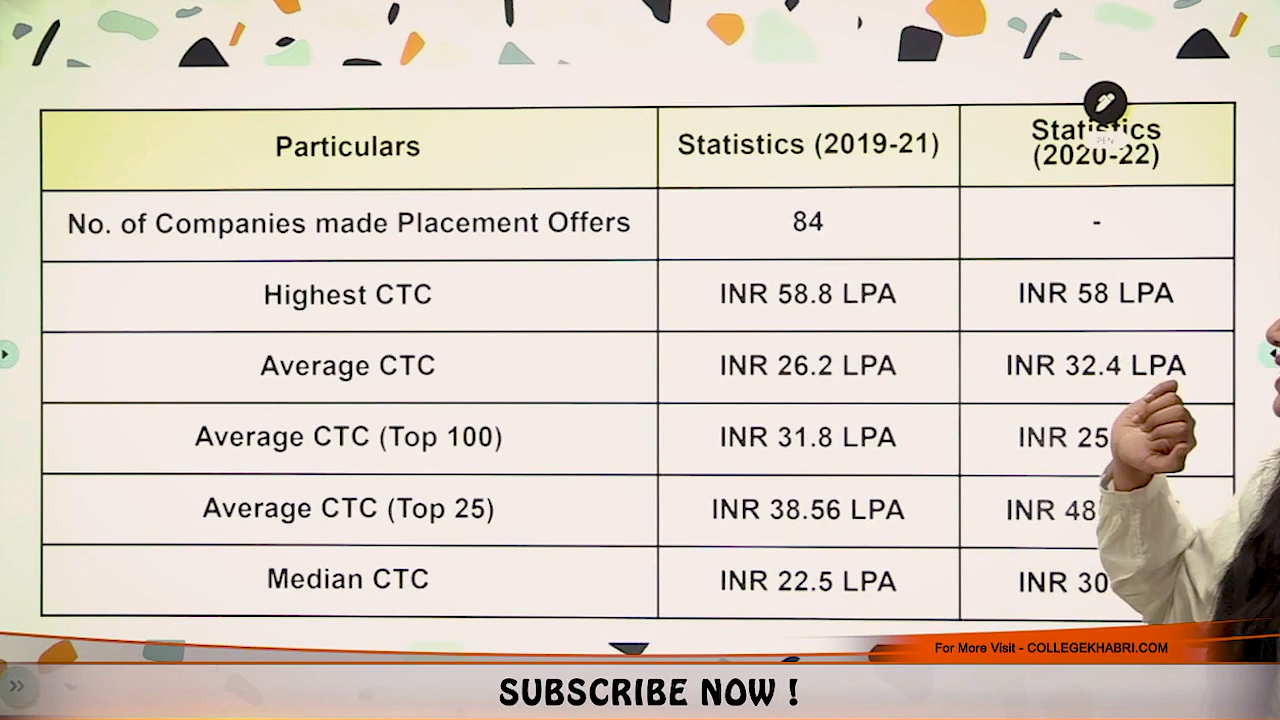 Particulars
Statistics (2019-21)
Statistics
(2020-22)
PEN
No. of Companies made Placement Offers
84
-
Highest CTC
INR 58.8 LPA
INR 58 LPA
Average CTC
INR 26.2 LPA
INR 32.4 LPA
Average CTC (Top 100)
INR 31.8 LPA
INR 25
Average CTC (Top 25)
INR 38.56 LPA
INR 48
Median CTC
INR 22.5 LPA
INR 30
For More Visit - COLLEGEKHABRI.COM
SUBSCRIBE NOW !